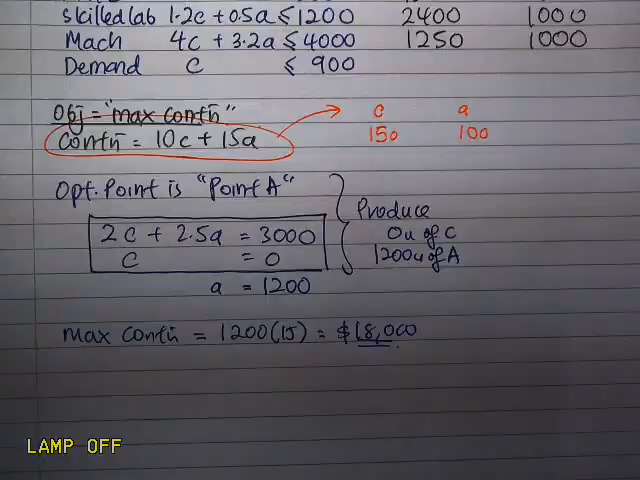 Skilled Lab 1.2c + 0.5a ≤ 1200 2400 1000
Mach 4c + 3.2a ≤ 4000 1250 1000
Demand c ≤ 900
Obj = "max contn̄"
c a
contn̄ = 10c + 15a 150 100
Opt. Point is "Point A"
Produce
2c + 2.5a = 3000 0u of C
c = 0 1200u of A
a = 1200
max contn̄ = 1200(15) = $18,000
LAMP OFF